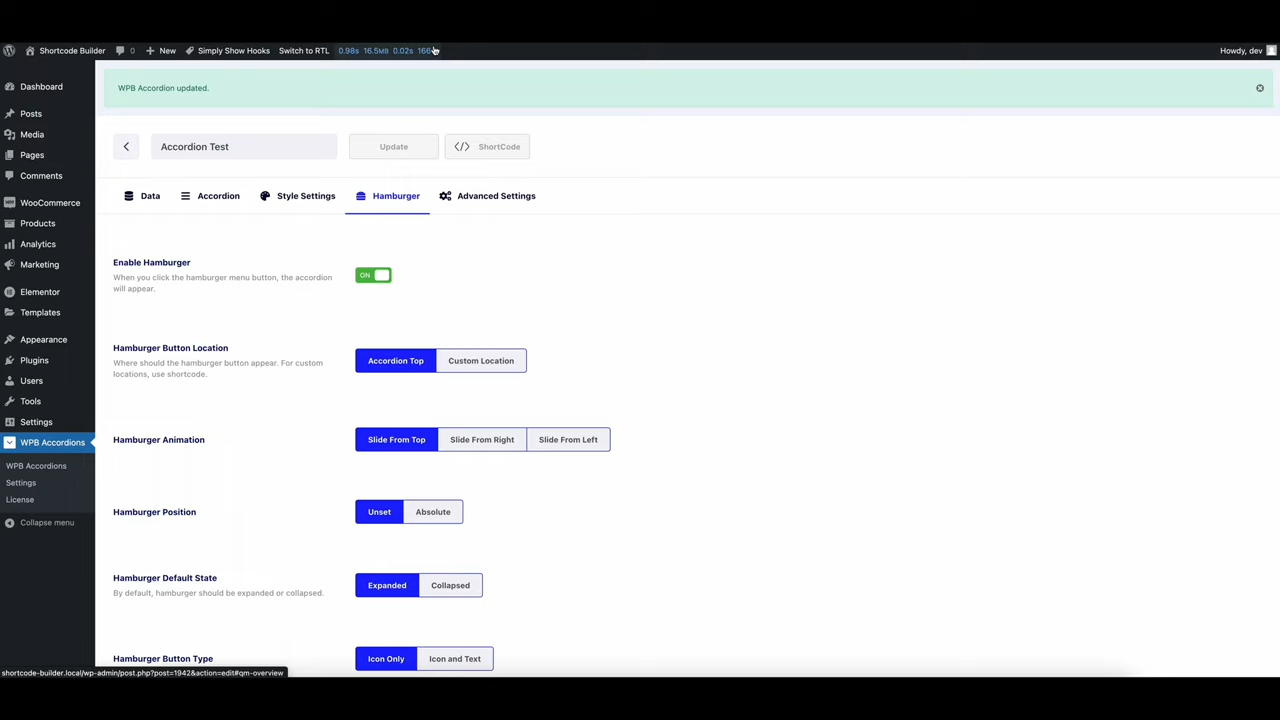 Shortcode Builder 0 New Simply Show Hooks Switch to RTL 0.98s 16.5MB 0.02s Howdy, dev
Dashboard
Posts
Media
Pages
Comments
WooCommerce
Products
Analytics
Marketing
Elementor
Templates
Appearance
Plugins
Users
Tools
Settings
WPB Accordions
WPB Accordions
Settings
License
Collapse menu
WPB Accordion updated.
Accordion Test Update </> ShortCode
Data Accordion Style Settings Hamburger Advanced Settings
Enable Hamburger
When you click the hamburger menu button, the accordion
will appear.
ON
Hamburger Button Location
Where should the hamburger button appear. For custom
locations, use shortcode.
Accordion Top Custom Location
Hamburger Animation
Slide From Top Slide From Right Slide From Left
Hamburger Position
Unset Absolute
Hamburger Default State
By default, hamburger should be expanded or collapsed.
Expanded Collapsed
Hamburger Button Type
Icon Only Icon and Text
shortcode-builder.local/wp-admin/post.php?post=1942&action=edit#qm-overview